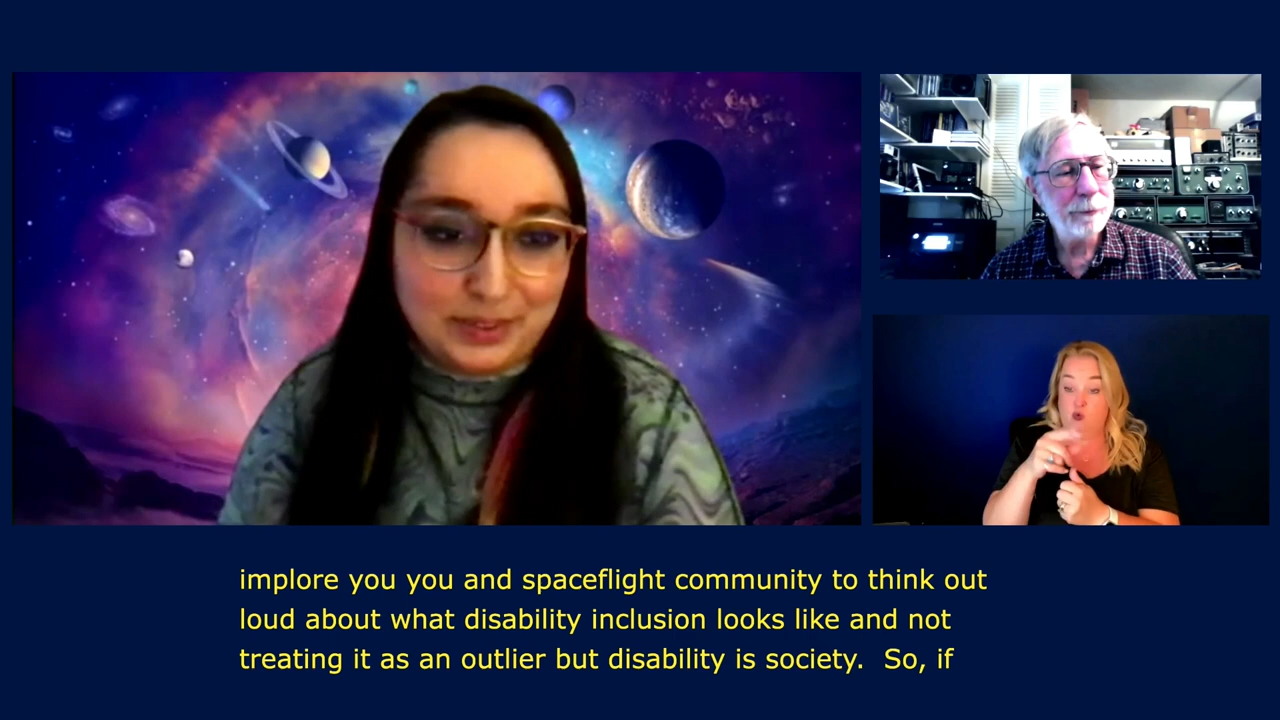 implore you you and spaceflight community to think out
loud about what disability inclusion looks like and not
treating it as an outlier but disability is society.  So, if